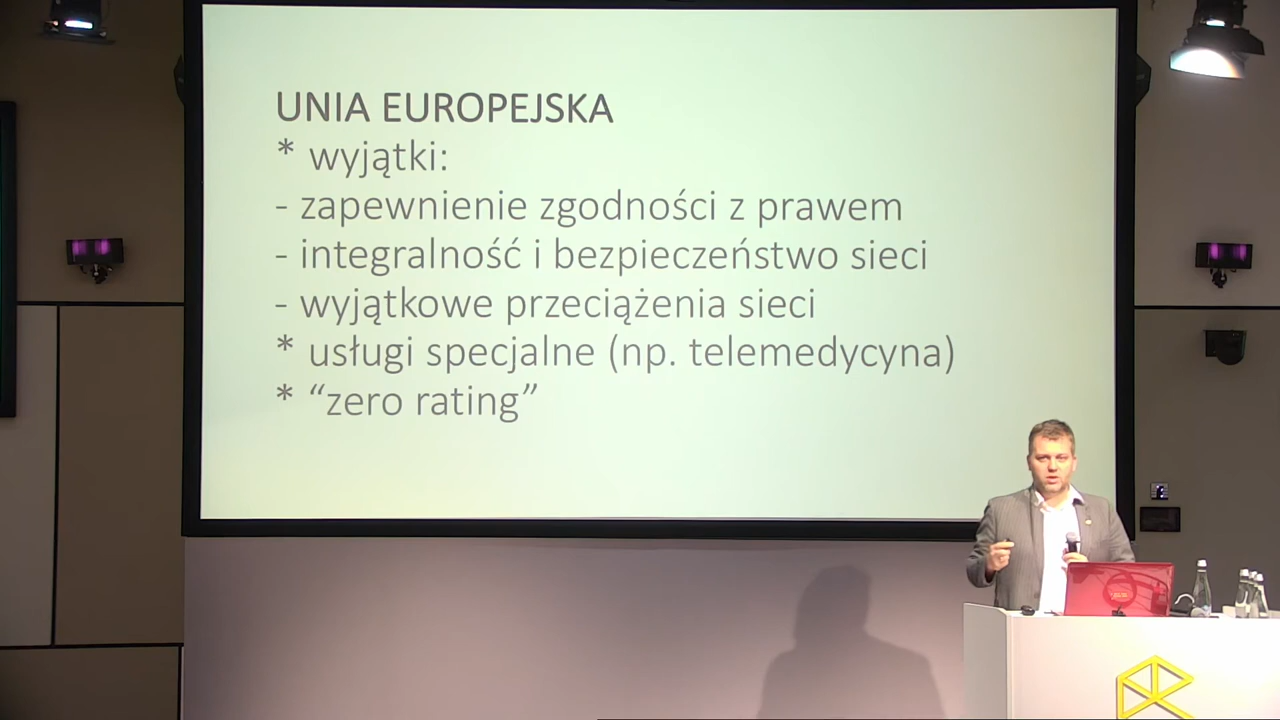 UNIA EUROPEJSKA
* wyjątki:
- zapewnienie zgodności z prawem
- integralność i bezpieczeństwo sieci
- wyjątkowe przeciążenia sieci
* usługi specjalne (np. telemedycyna)
* “zero rating”